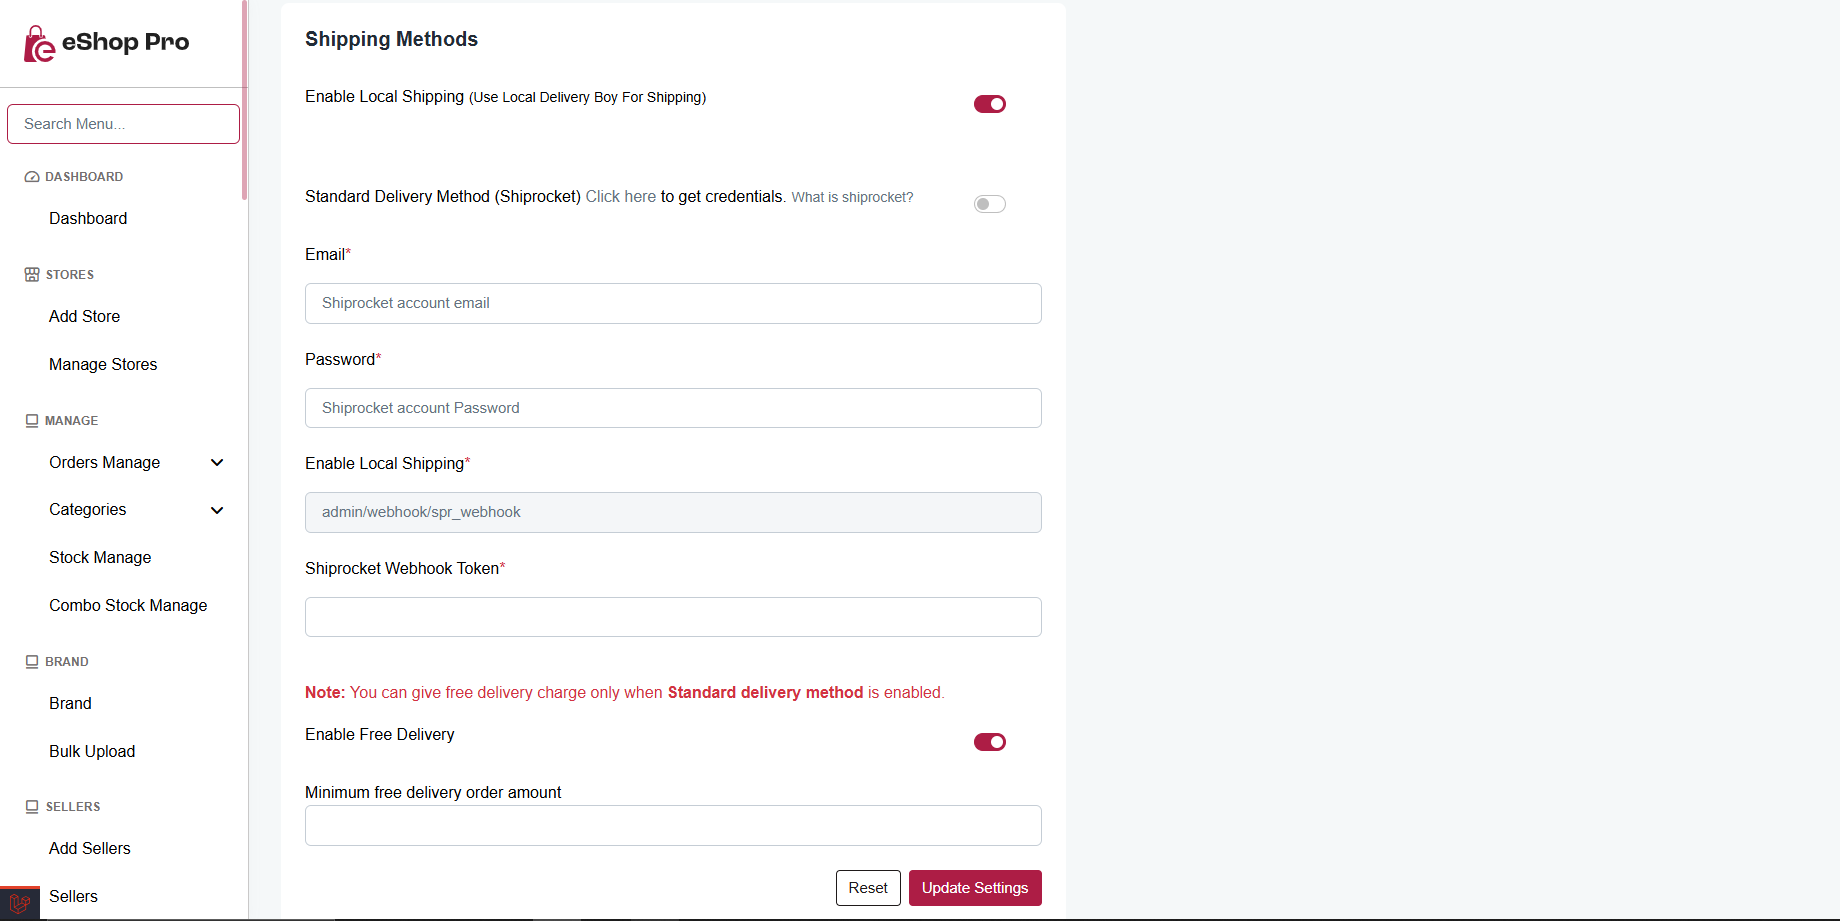 eShop Pro
Search Menu...
DASHBOARD
Dashboard
STORES
Add Store
Manage Stores
MANAGE
Orders Manage
Categories
Stock Manage
Combo Stock Manage
BRAND
Brand
Bulk Upload
SELLERS
Add Sellers
Sellers
Shipping Methods
Enable Local Shipping (Use Local Delivery Boy For Shipping)
Standard Delivery Method (Shiprocket) Click here to get credentials. What is shiprocket?
Email*
Shiprocket account email
Password*
Shiprocket account Password
Enable Local Shipping*
admin/webhook/spr_webhook
Shiprocket Webhook Token*
Note: You can give free delivery charge only when Standard delivery method is enabled.
Enable Free Delivery
Minimum free delivery order amount
Reset
Update Settings